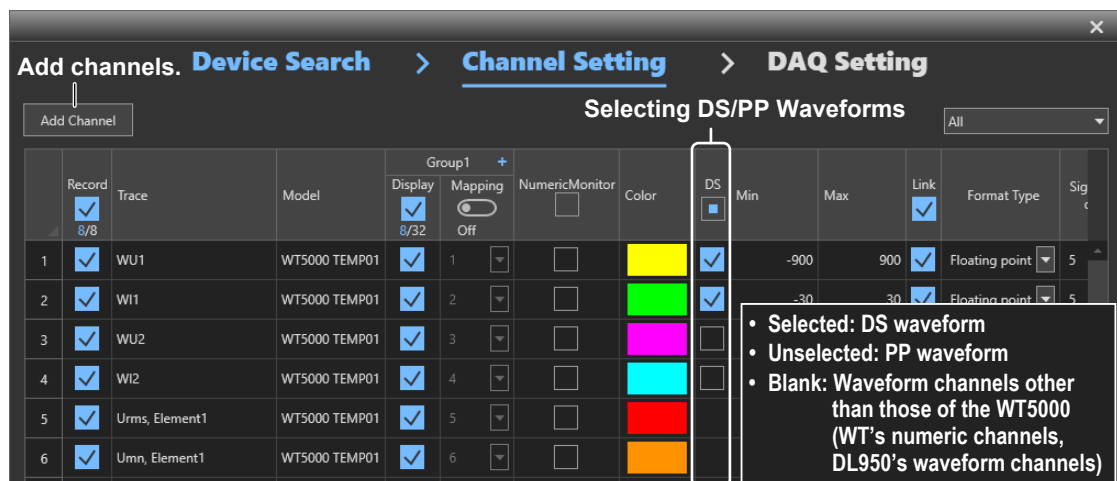 ×
Add channels. Device Search > Channel Setting > DAQ Setting
Add Channel
Selecting DS/PP Waveforms
All
Group1 +
Record Trace Model Display Mapping NumericMonitor Color DS Min Max Link Format Type Sig
8/8 8/32 Off
1 WU1 WT5000 TEMP01 1 -900 900 Floating point 5
2 WI1 WT5000 TEMP01 2 -30 30 Floating point 5
3 WU2 WT5000 TEMP01 3
4 WI2 WT5000 TEMP01 4
5 Urms, Element1 WT5000 TEMP01 5
6 Umn, Element1 WT5000 TEMP01 6
• Selected: DS waveform
• Unselected: PP waveform
• Blank: Waveform channels other
than those of the WT5000
(WT's numeric channels,
DL950's waveform channels)